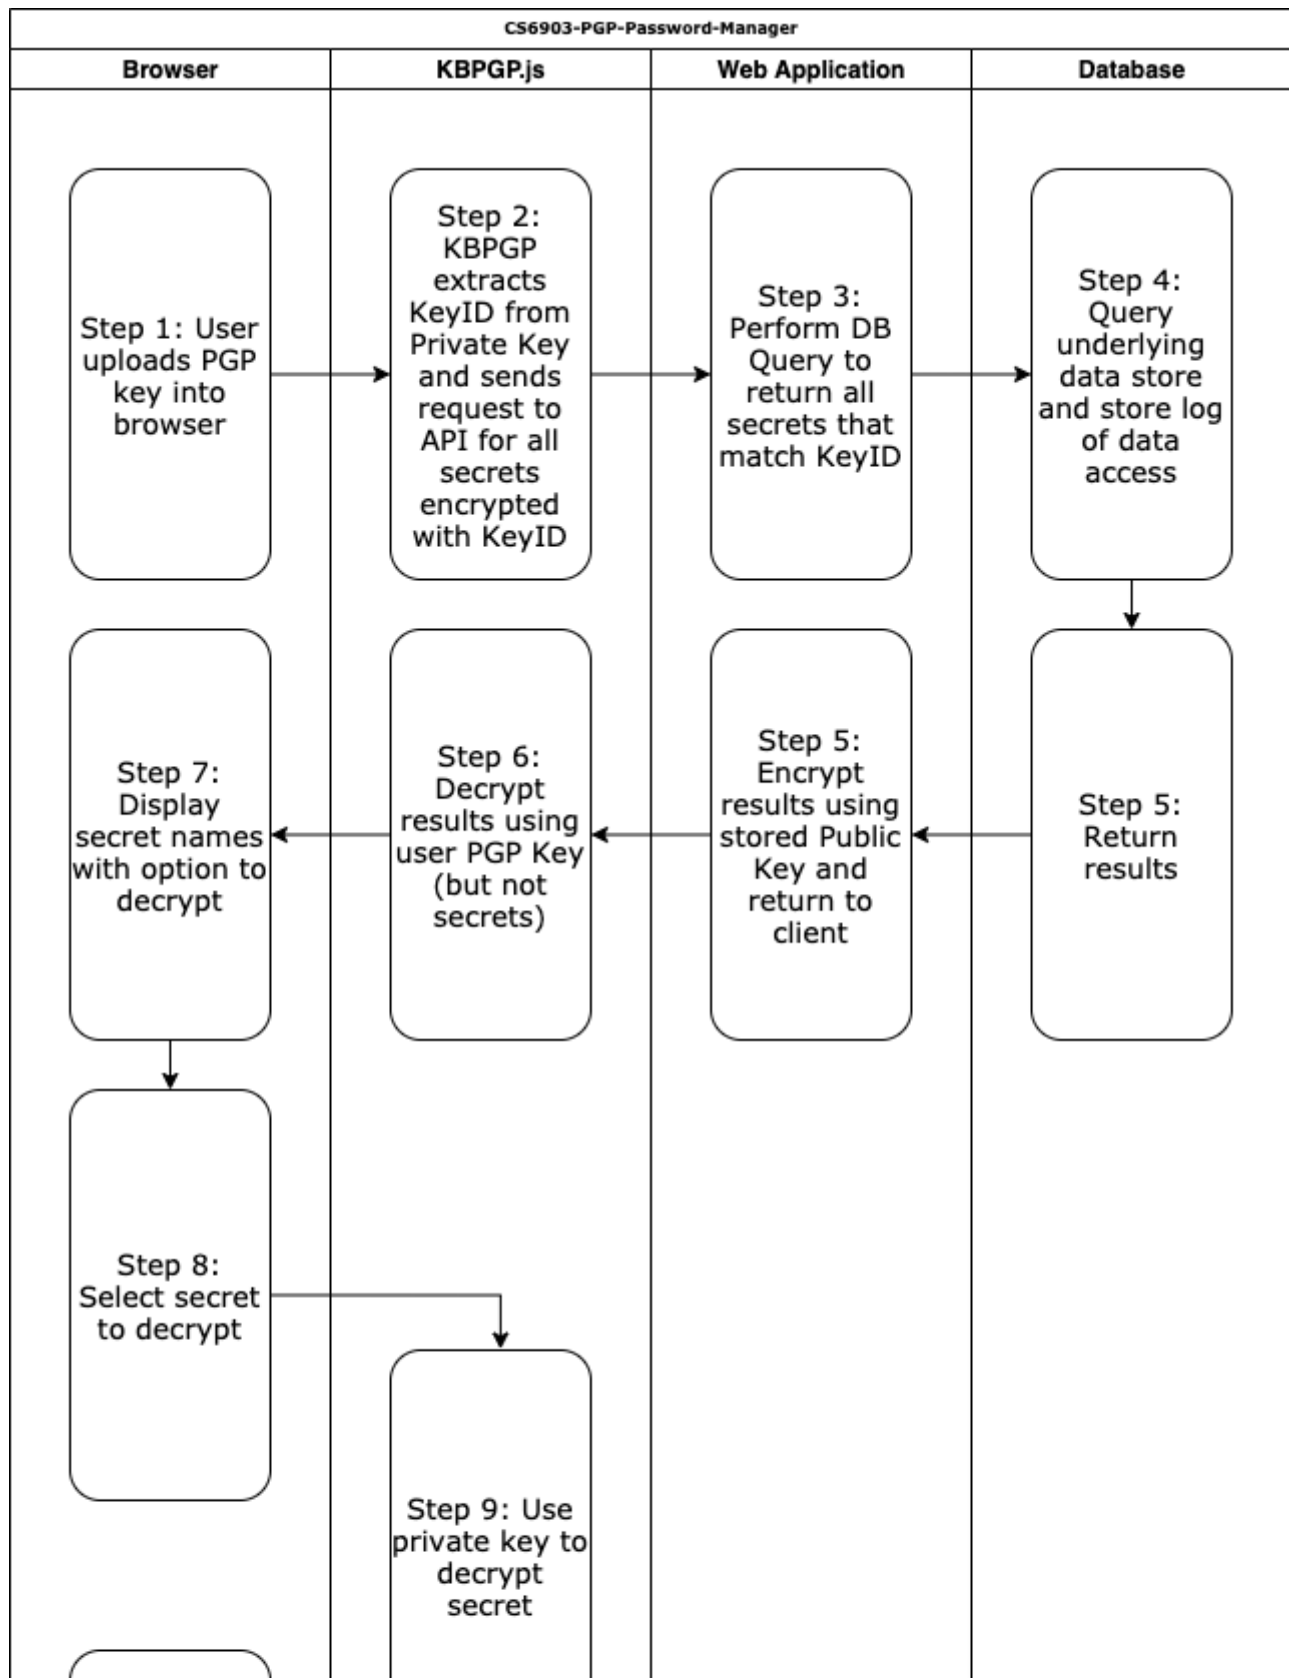 CS6903-PGP-Password-Manager
Browser
KBPGP.js
Web Application
Database
Step 1: User
uploads PGP
key into
browser
Step 2:
KBPGP
extracts
KeyID from
Private Key
and sends
request to
API for all
secrets
encrypted
with KeyID
Step 3:
Perform DB
Query to
return all
secrets that
match KeyID
Step 4:
Query
underlying
data store
and store log
of data
access
Step 7:
Display
secret names
with option to
decrypt
Step 6:
Decrypt
results using
user PGP Key
(but not
secrets)
Step 5:
Encrypt
results using
stored Public
Key and
return to
client
Step 5:
Return
results
Step 8:
Select secret
to decrypt
Step 9: Use
private key to
decrypt
secret